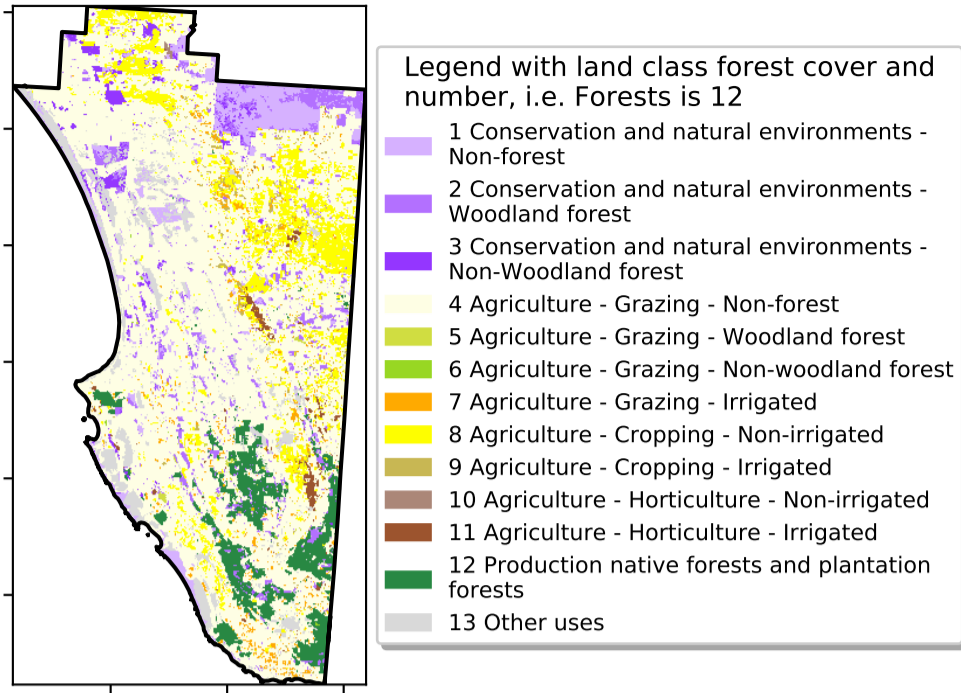 Legend with land class forest cover and
number, i.e. Forests is 12
1 Conservation and natural environments -
Non-forest
2 Conservation and natural environments -
Woodland forest
3 Conservation and natural environments -
Non-Woodland forest
4 Agriculture - Grazing - Non-forest
5 Agriculture - Grazing - Woodland forest
6 Agriculture - Grazing - Non-woodland forest
7 Agriculture - Grazing - Irrigated
8 Agriculture - Cropping - Non-irrigated
9 Agriculture - Cropping - Irrigated
10 Agriculture - Horticulture - Non-irrigated
11 Agriculture - Horticulture - Irrigated
12 Production native forests and plantation
forests
13 Other uses